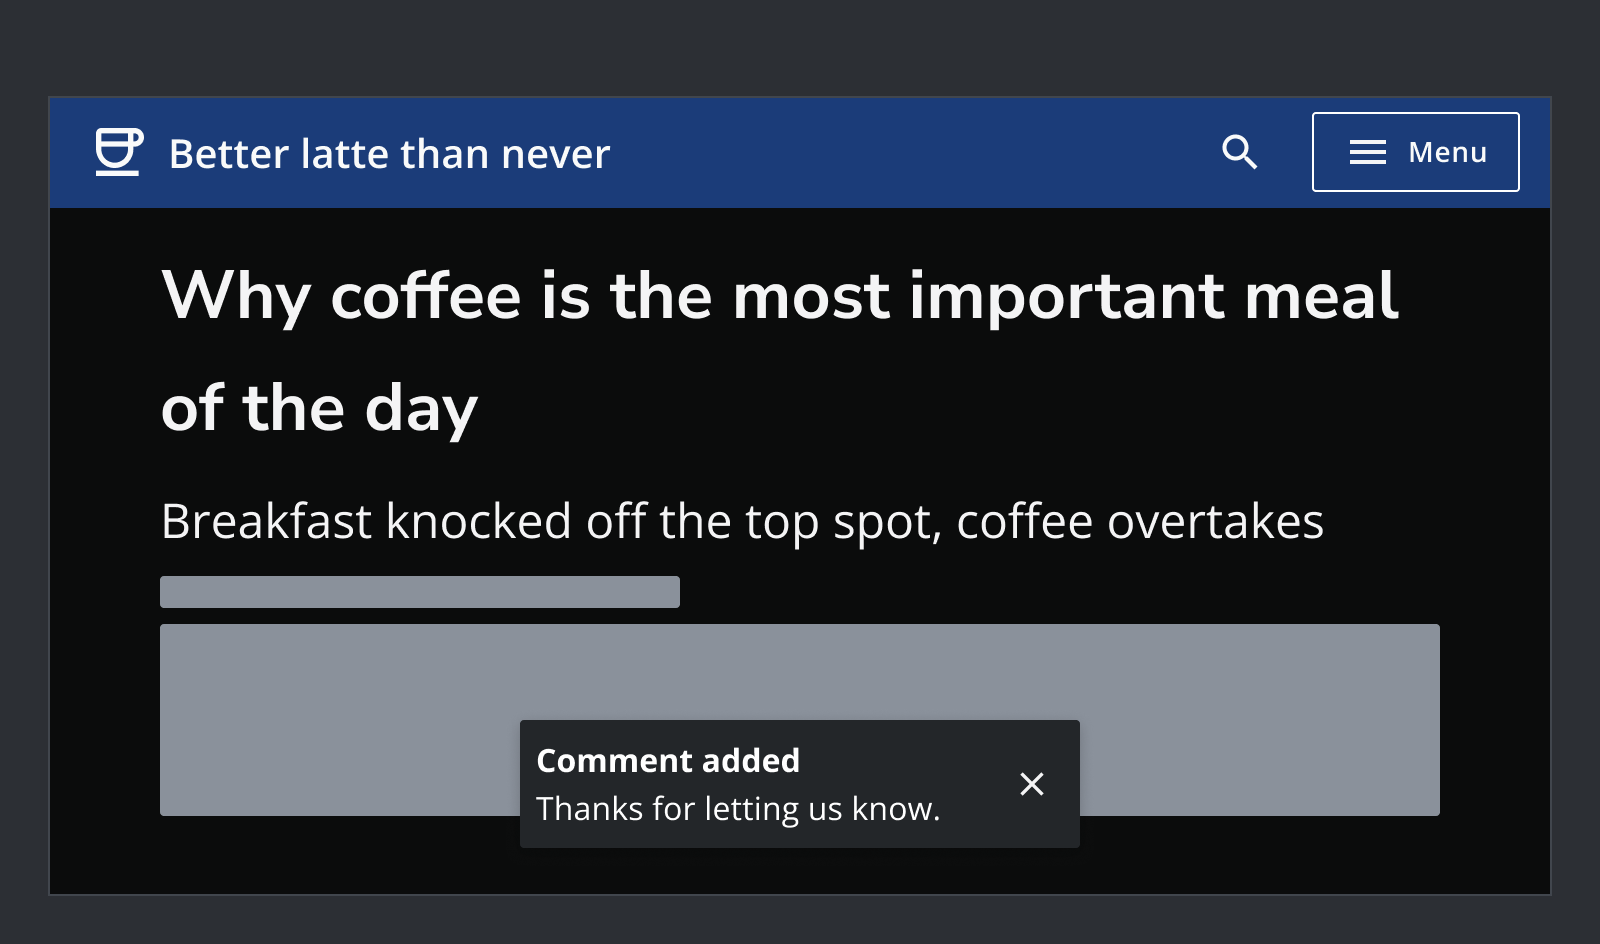 Better latte than never
Menu
Why coffee is the most important meal
of the day
Breakfast knocked off the top spot, coffee overtakes
Comment added
Thanks for letting us know.